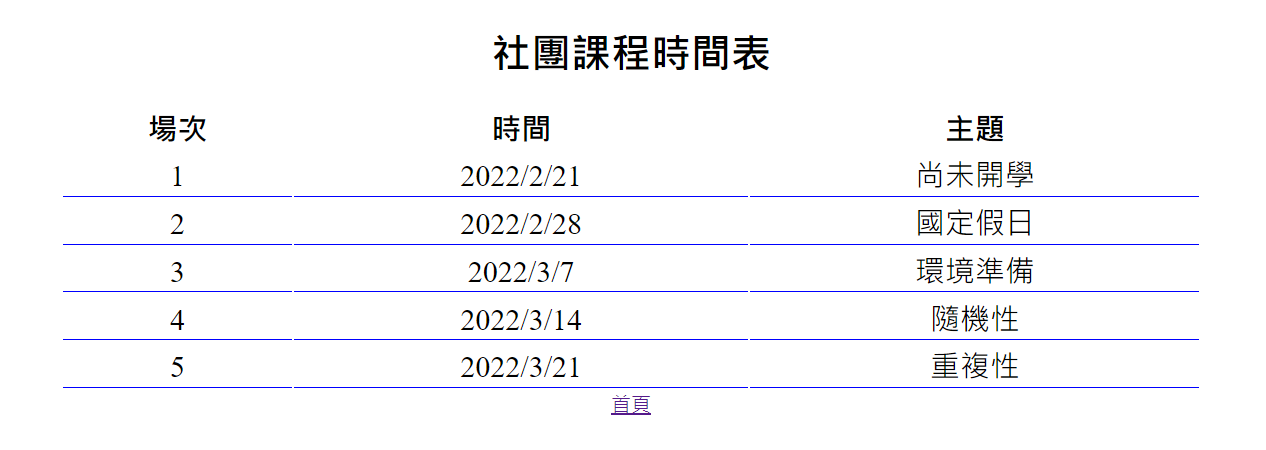 社團課程時間表
場次 時間 主題
1 2022/2/21 尚未開學
2 2022/2/28 國定假日
3 2022/3/7 環境準備
4 2022/3/14 隨機性
5 2022/3/21 重複性
首頁